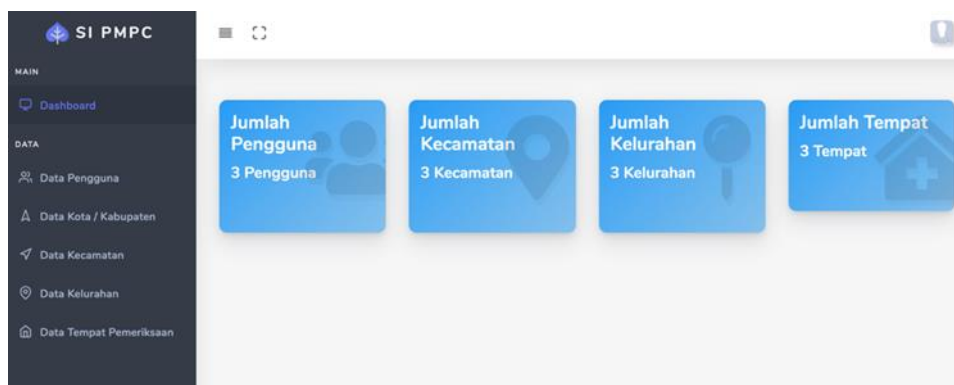 SI PMPC
MAIN
Dashboard
DATA
Data Pengguna
Data Kota / Kabupaten
Data Kecamatan
Data Kelurahan
Data Tempat Pemeriksaan
Jumlah
Pengguna
3 Pengguna
Jumlah
Kecamatan
3 Kecamatan
Jumlah
Kelurahan
3 Kelurahan
Jumlah Tempat
3 Tempat